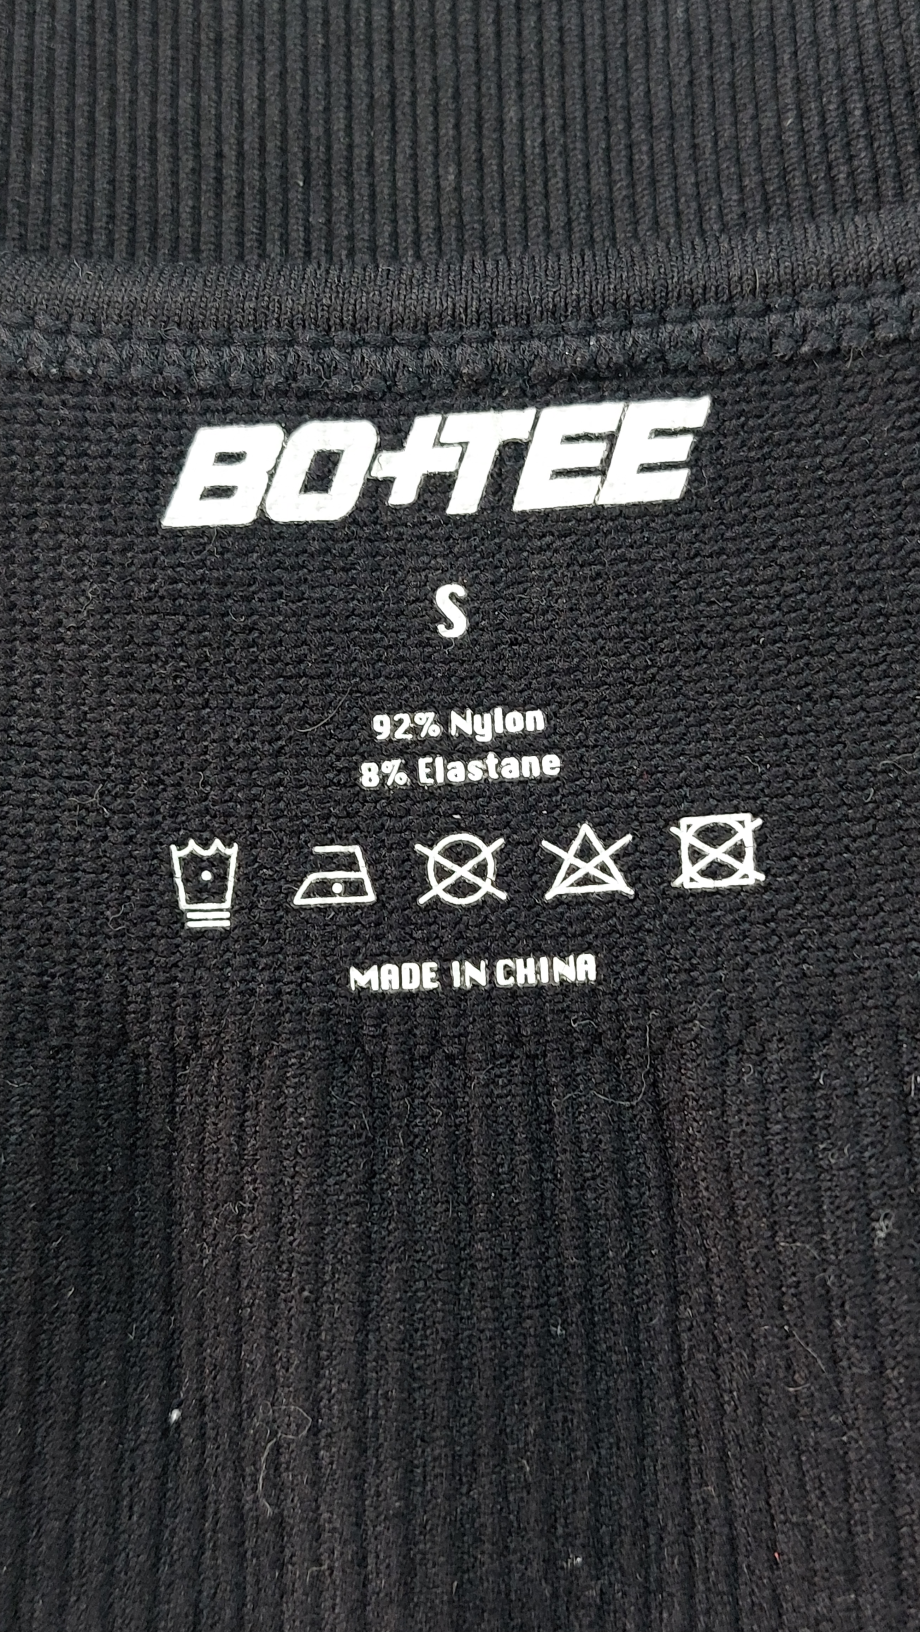 BO+TEE
S
92% Nylon
8% Elastane
MADE IN CHINA